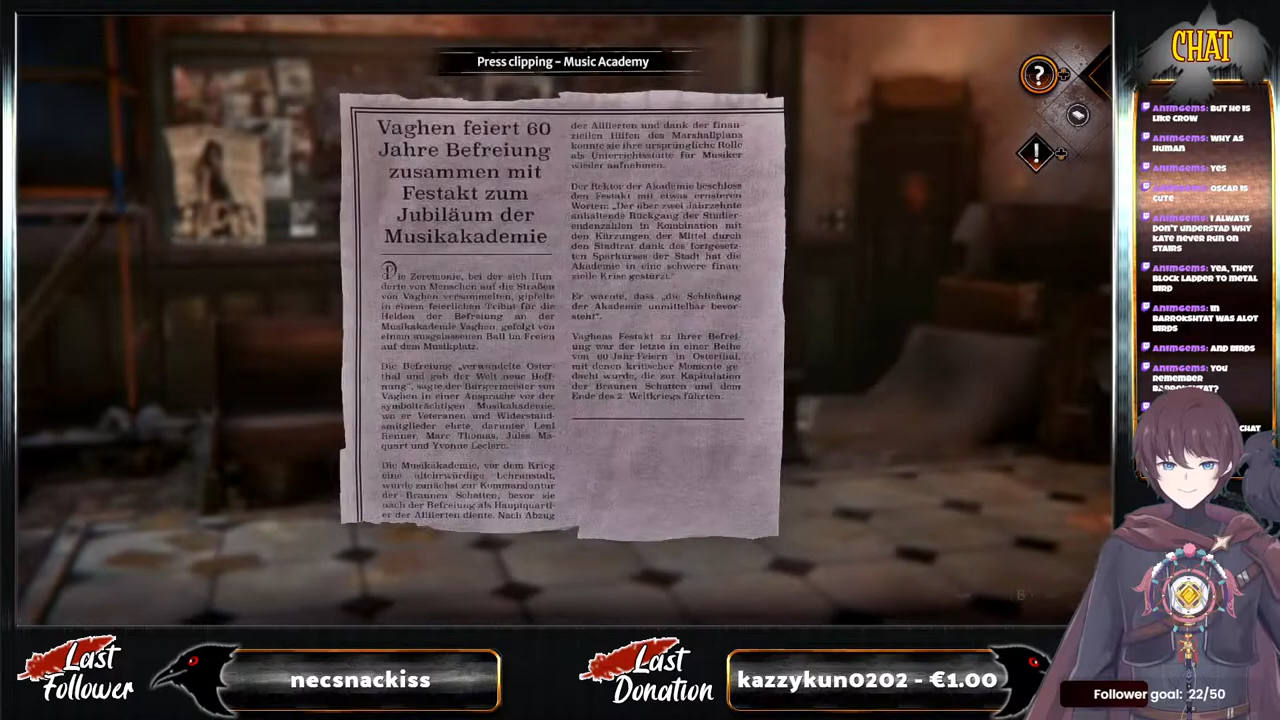 Press clipping – Music Academy
Vaghen feiert 60
Jahre Befreiung
zusammen mit
Festakt zum
Jubiläum der
Musikakademie
Die Zeremonie, bei der sich Hun-
derte von Menschen auf die Straßen
von Vaghen versammelten, gipfelte
in einem feierlichen Tribut für die
Helden der Befreiung an der
Musikakademie Vaghen, gefolgt von
einem ausgelassenen Ball im Freien
auf dem Musikplatz.
Die Befreiung „verwandelte Oster-
thal und gab der Welt neue Hoff-
nung“, sagte der Bürgermeister von
Vaghen in einer Ansprache vor der
symbolträchtigen Musikakademie,
wo er Veteranen und Widerstand-
smitglieder ehrte, darunter Leni
Renner, Marc Thomas, Jules Ma-
quart und Yvonne Leclerc.
Die Musikakademie, vor dem Krieg
eine altehrwürdige Lehranstalt,
wurde zunächst zur Kommandantur
der Braunen Schatten, bevor sie
nach der Befreiung als Hauptquarti-
er der Alliierten diente. Nach Abzug
der Alliierten und dank der finan-
ziellen Hilfen des Marshallplans
konnte sie ihre ursprüngliche Rolle
als Unterrichtsstätte für Musiker
wieder aufnehmen.
Der Rektor der Akademie beschloss
den Festakt mit etwas ernsteren
Worten: „Der über zwei Jahrzehnte
anhaltende Rückgang der Studier-
endenzahlen in Kombination mit
den Kürzungen der Mittel durch
den Stadtrat dank des fortgesetz-
ten Sparkurses der Stadt hat die
Akademie in eine schwere finan-
zielle Krise gestürzt.“
Er warnte, dass „die Schließung
der Akademie unmittelbar bevor-
steht“.
Vaghens Festakt zu ihrer Befrei-
ung war der letzte in einer Reihe
von 60-Jahr-Feiern in Osterthal,
mit denen kritischer Momente ge-
dacht wurde, die zur Kapitulation
der Braunen Schatten und dem
Ende des 2. Weltkriegs führten.
?
!
CHAT
AnimGems: BUT HE IS
LIKE CROW
AnimGems: WHY AS
HUMAN
AnimGems: YES
OSCAR IS
CUTE
AnimGems: I ALWAYS
DON'T UNDERSTAD WHY
KATE NEVER RUN ON
STAIRS
AnimGems: YEA, THEY
BLOCK LADDER TO METAL
BIRD
AnimGems: IN
BARROKSHTAT WAS ALOT
BIRDS
AnimGems: AND BIRDS
AnimGems: YOU
REMEMBER
BARROKSHTAT?
CHAT
Last
Follower
necsnackiss
Last
Donation
kazzykun0202 - €1.00
Follower goal: 22/50